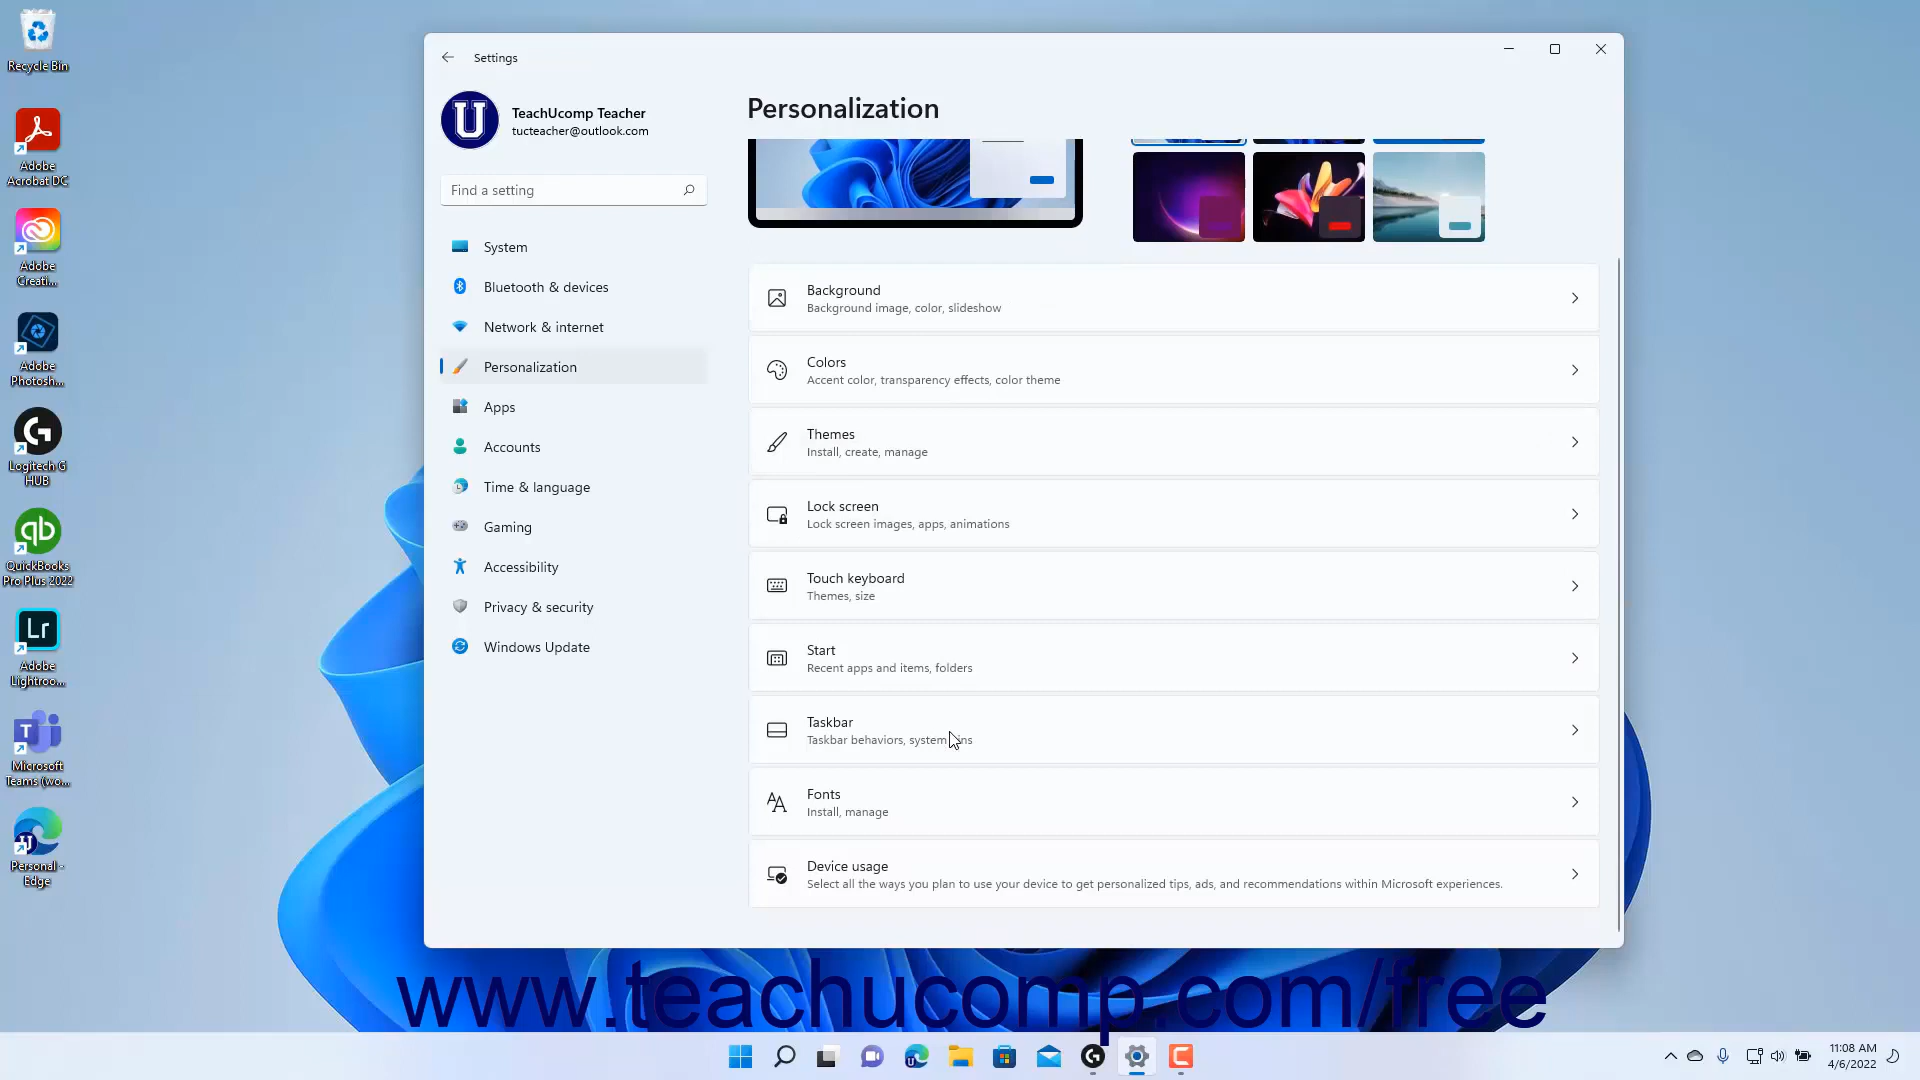 Recycle Bin
Adobe
Acrobat DC
Adobe
Creati...
Adobe
Photosh...
Logitech G
HUB
QuickBooks
Pro Plus 2022
Adobe
Lightroo...
Microsoft
Teams (wo...
Personal -
Edge
Settings
TeachUcomp Teacher
tucteacher@outlook.com
Find a setting
System
Bluetooth & devices
Network & internet
Personalization
Apps
Accounts
Time & language
Gaming
Accessibility
Privacy & security
Windows Update
Personalization
Background
Background image, color, slideshow
Colors
Accent color, transparency effects, color theme
Themes
Install, create, manage
Lock screen
Lock screen images, apps, animations
Touch keyboard
Themes, size
Start
Recent apps and items, folders
Taskbar
Taskbar behaviors, system
Fonts
Install, manage
Device usage
Select all the ways you plan to use your device to get personalized tips, ads, and recommendations within Microsoft experiences.
www.teachucomp.com/free
11:08 AM
4/6/2022